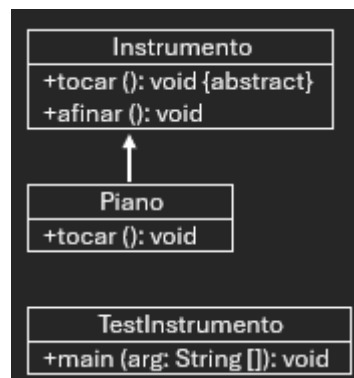 Instrumento
+tocar (): void {abstract}
+afinar (): void
Piano
+tocar (): void
TestInstrumento
+main (arg: String []): void